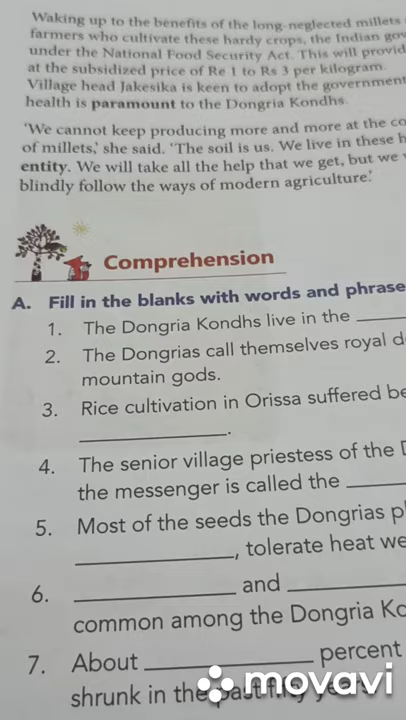 Waking up to the benefits of the long-neglected millets
farmers who cultivate these hardy crops, the Indian
under the National Food Security Act. This will
at the subsidized price of Re 1 to Rs 3 per kilogram.
Village head Jakesika is keen to adopt the government
health is paramount to the Dongria Kondhs.
‘We cannot keep producing more and more at the
of millets,’ she said. ‘The soil is us. We live in these
entity. We will take all the help that we get, but we
blindly follow the ways of modern agriculture.’
Comprehension
A. Fill in the blanks with words and phrase
1. The Dongria Kondhs live in the ______
2. The Dongrias call themselves royal
mountain gods.
3. Rice cultivation in Orissa suffered
______.
4. The senior village priestess of the
the messenger is called the ______
5. Most of the seeds the Dongrias
______, tolerate heat
6. ______ and ______
common among the Dongria
7. About ______ percent
shrunk in the past
movavi